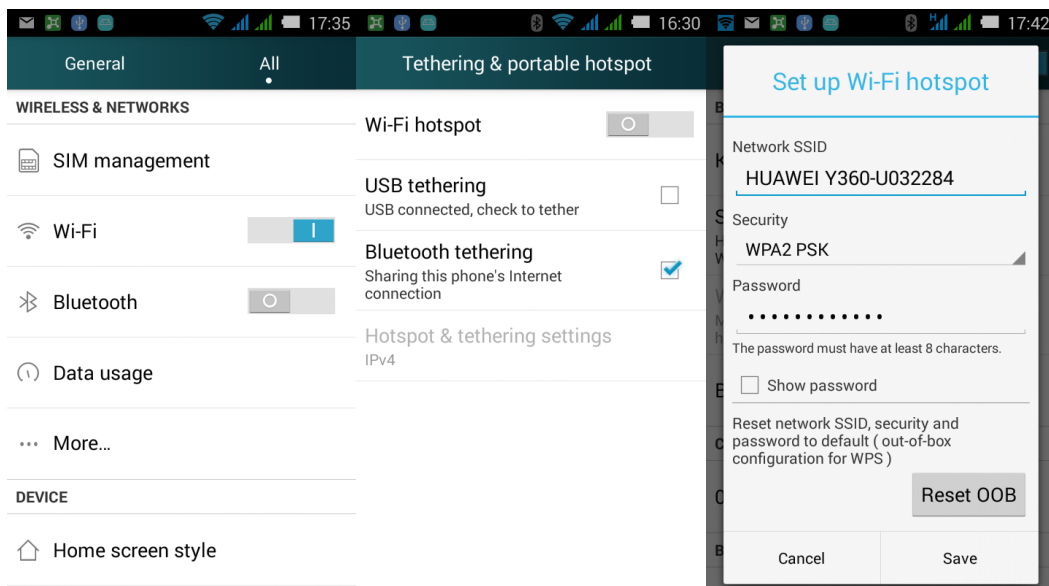 17:35
General
All
WIRELESS & NETWORKS
SIM management
Wi-Fi
Bluetooth
Data usage
More...
DEVICE
Home screen style
16:30
Tethering & portable hotspot
Wi-Fi hotspot
USB tethering
USB connected, check to tether
Bluetooth tethering
Sharing this phone's Internet
connection
Hotspot & tethering settings
IPv4
H
17:42
Set up Wi-Fi hotspot
Network SSID
HUAWEI Y360-U032284
Security
WPA2 PSK
Password
••••••••••••
The password must have at least 8 characters.
Show password
Reset network SSID, security and
password to default ( out-of-box
configuration for WPS )
Reset OOB
Cancel
Save